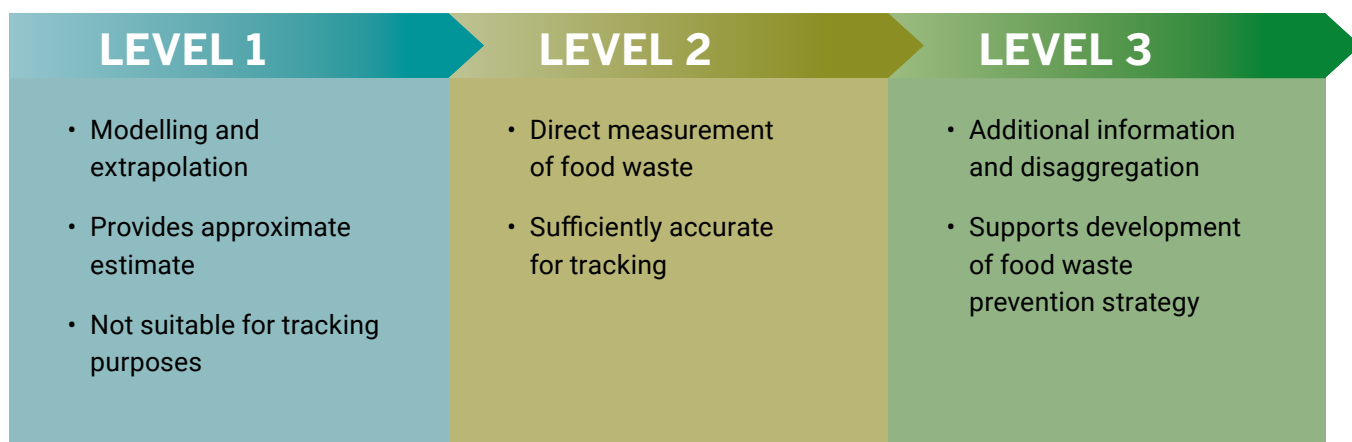 LEVEL 1
• Modelling and
extrapolation
• Provides approximate
estimate
• Not suitable for tracking
purposes
LEVEL 2
• Direct measurement
of food waste
• Sufficiently accurate
for tracking
LEVEL 3
• Additional information
and disaggregation
• Supports development
of food waste
prevention strategy